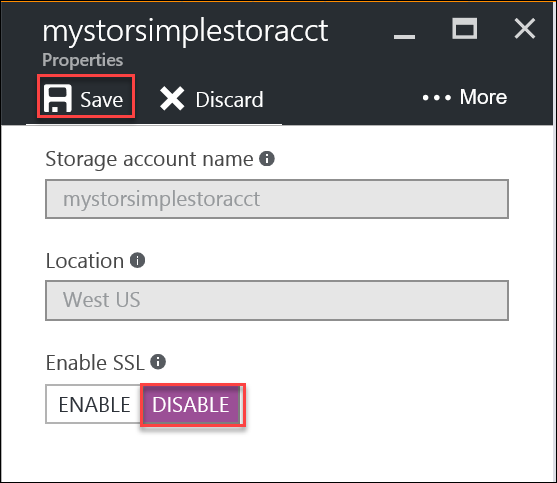 mystorsimplestoracct
Properties
Save Discard ••• More
Storage account name
mystorsimplestoracct
Location
West US
Enable SSL
ENABLE DISABLE